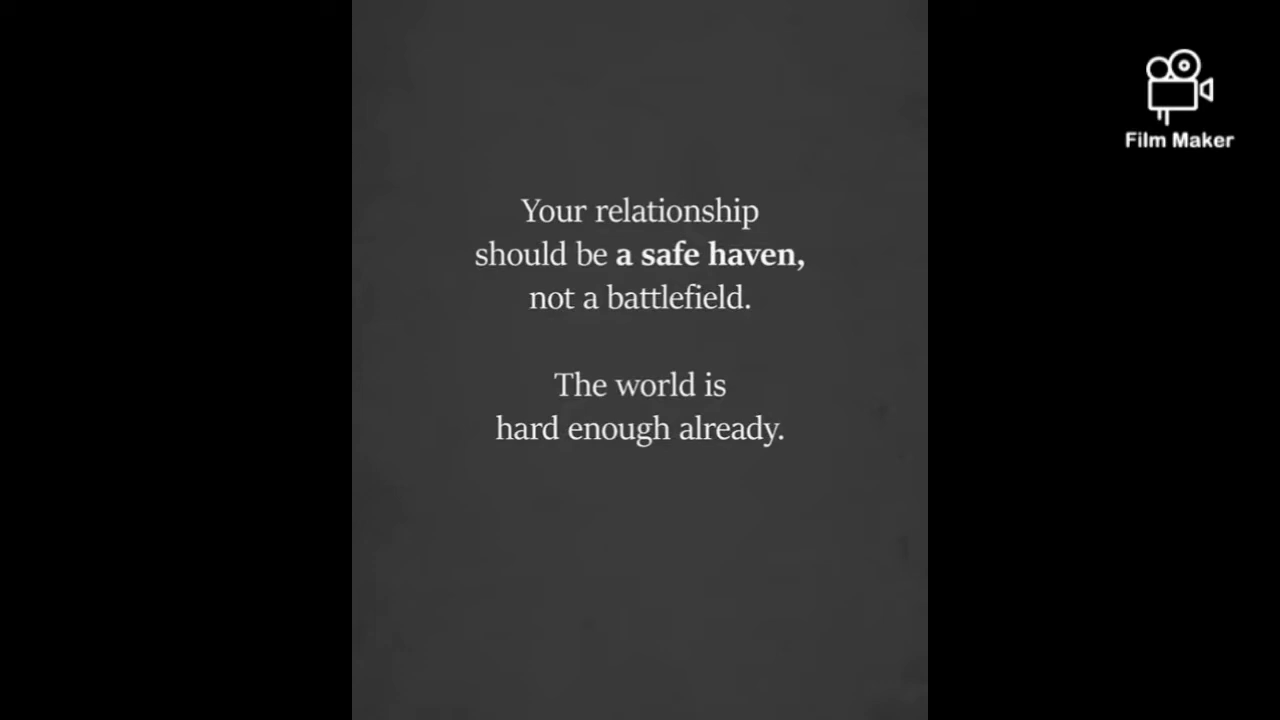 Film Maker
Your relationship
should be a safe haven,
not a battlefield.
The world is
hard enough already.